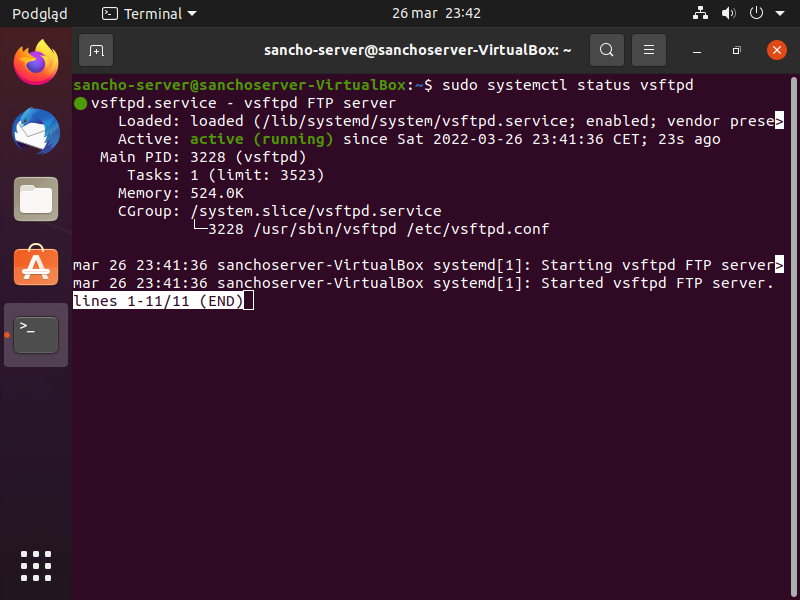 Podgląd Terminal 26 mar 23:42
sancho-server@sanchoserver-VirtualBox: ~
sancho-server@sanchoserver-VirtualBox:~$ sudo systemctl status vsftpd
● vsftpd.service - vsftpd FTP server
Loaded: loaded (/lib/systemd/system/vsftpd.service; enabled; vendor prese>
Active: active (running) since Sat 2022-03-26 23:41:36 CET; 23s ago
Main PID: 3228 (vsftpd)
Tasks: 1 (limit: 3523)
Memory: 524.0K
CGroup: /system.slice/vsftpd.service
└─3228 /usr/sbin/vsftpd /etc/vsftpd.conf
mar 26 23:41:36 sanchoserver-VirtualBox systemd[1]: Starting vsftpd FTP server>
mar 26 23:41:36 sanchoserver-VirtualBox systemd[1]: Started vsftpd FTP server.
lines 1-11/11 (END)